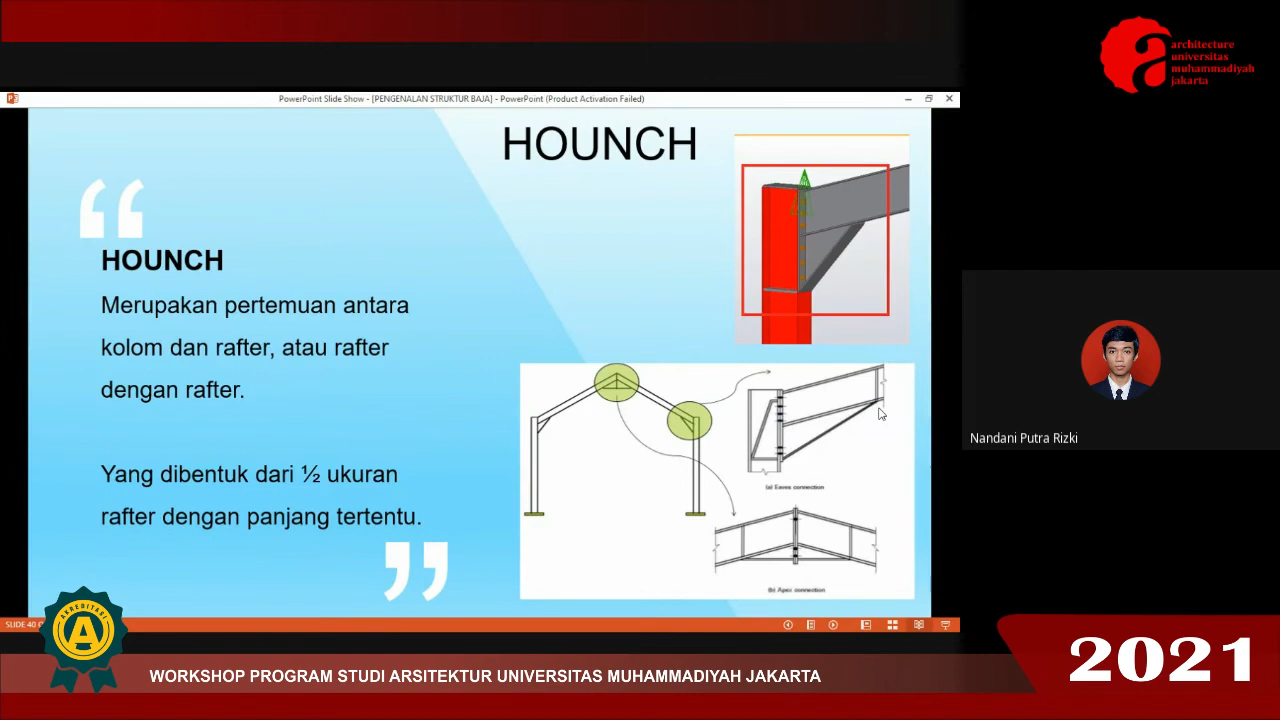 architecture
universitas
muhammadiyah
jakarta
PowerPoint Slide Show - [PENGENALAN STRUKTUR BAJA] - PowerPoint (Product Activation Failed)
HOUNCH
HOUNCH
Merupakan pertemuan antara
kolom dan rafter, atau rafter
dengan rafter.
Yang dibentuk dari ½ ukuran
rafter dengan panjang tertentu.
(a) Eaves connection
(b) Apex connection
Nandani Putra Rizki
SLIDE 40
AKREDITASI
A
WORKSHOP PROGRAM STUDI ARSITEKTUR UNIVERSITAS MUHAMMADIYAH JAKARTA
2021